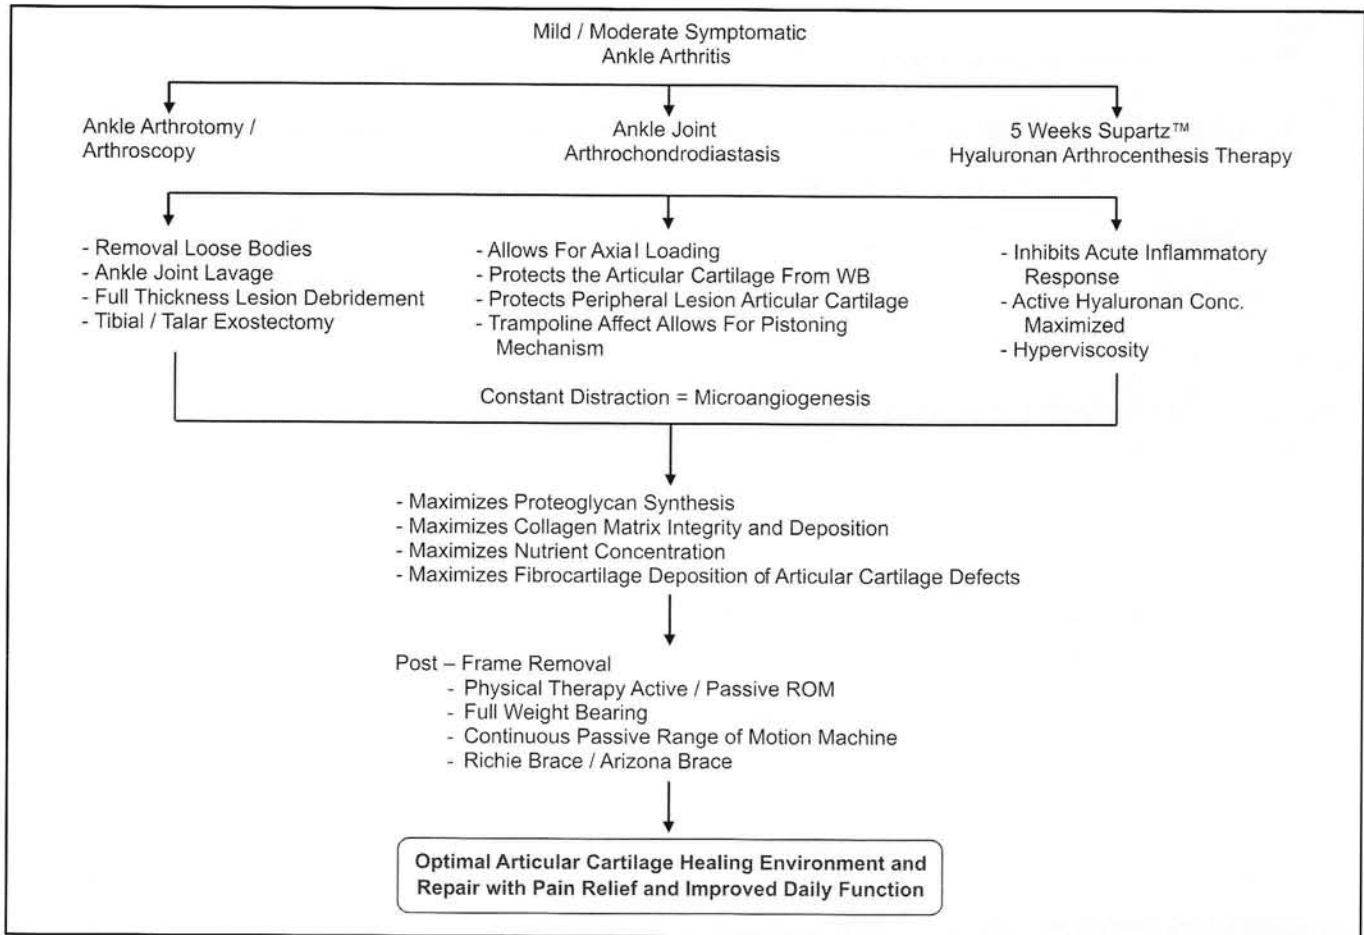 Mild / Moderate Symptomatic
Ankle Arthritis
Ankle Arthrotomy /
Arthroscopy
Ankle Joint
Arthrochondrodiastasis
5 Weeks Supartz™
Hyaluronan Arthrocenthesis Therapy
- Removal Loose Bodies
- Ankle Joint Lavage
- Full Thickness Lesion Debridement
- Tibial / Talar Exostectomy
- Allows For Axial Loading
- Protects the Articular Cartilage From WB
- Protects Peripheral Lesion Articular Cartilage
- Trampoline Affect Allows For Pistoning
Mechanism
- Inhibits Acute Inflammatory
Response
- Active Hyaluronan Conc.
Maximized
- Hyperviscosity
Constant Distraction = Microangiogenesis
- Maximizes Proteoglycan Synthesis
- Maximizes Collagen Matrix Integrity and Deposition
- Maximizes Nutrient Concentration
- Maximizes Fibrocartilage Deposition of Articular Cartilage Defects
Post – Frame Removal
- Physical Therapy Active / Passive ROM
- Full Weight Bearing
- Continuous Passive Range of Motion Machine
- Richie Brace / Arizona Brace
Optimal Articular Cartilage Healing Environment and
Repair with Pain Relief and Improved Daily Function